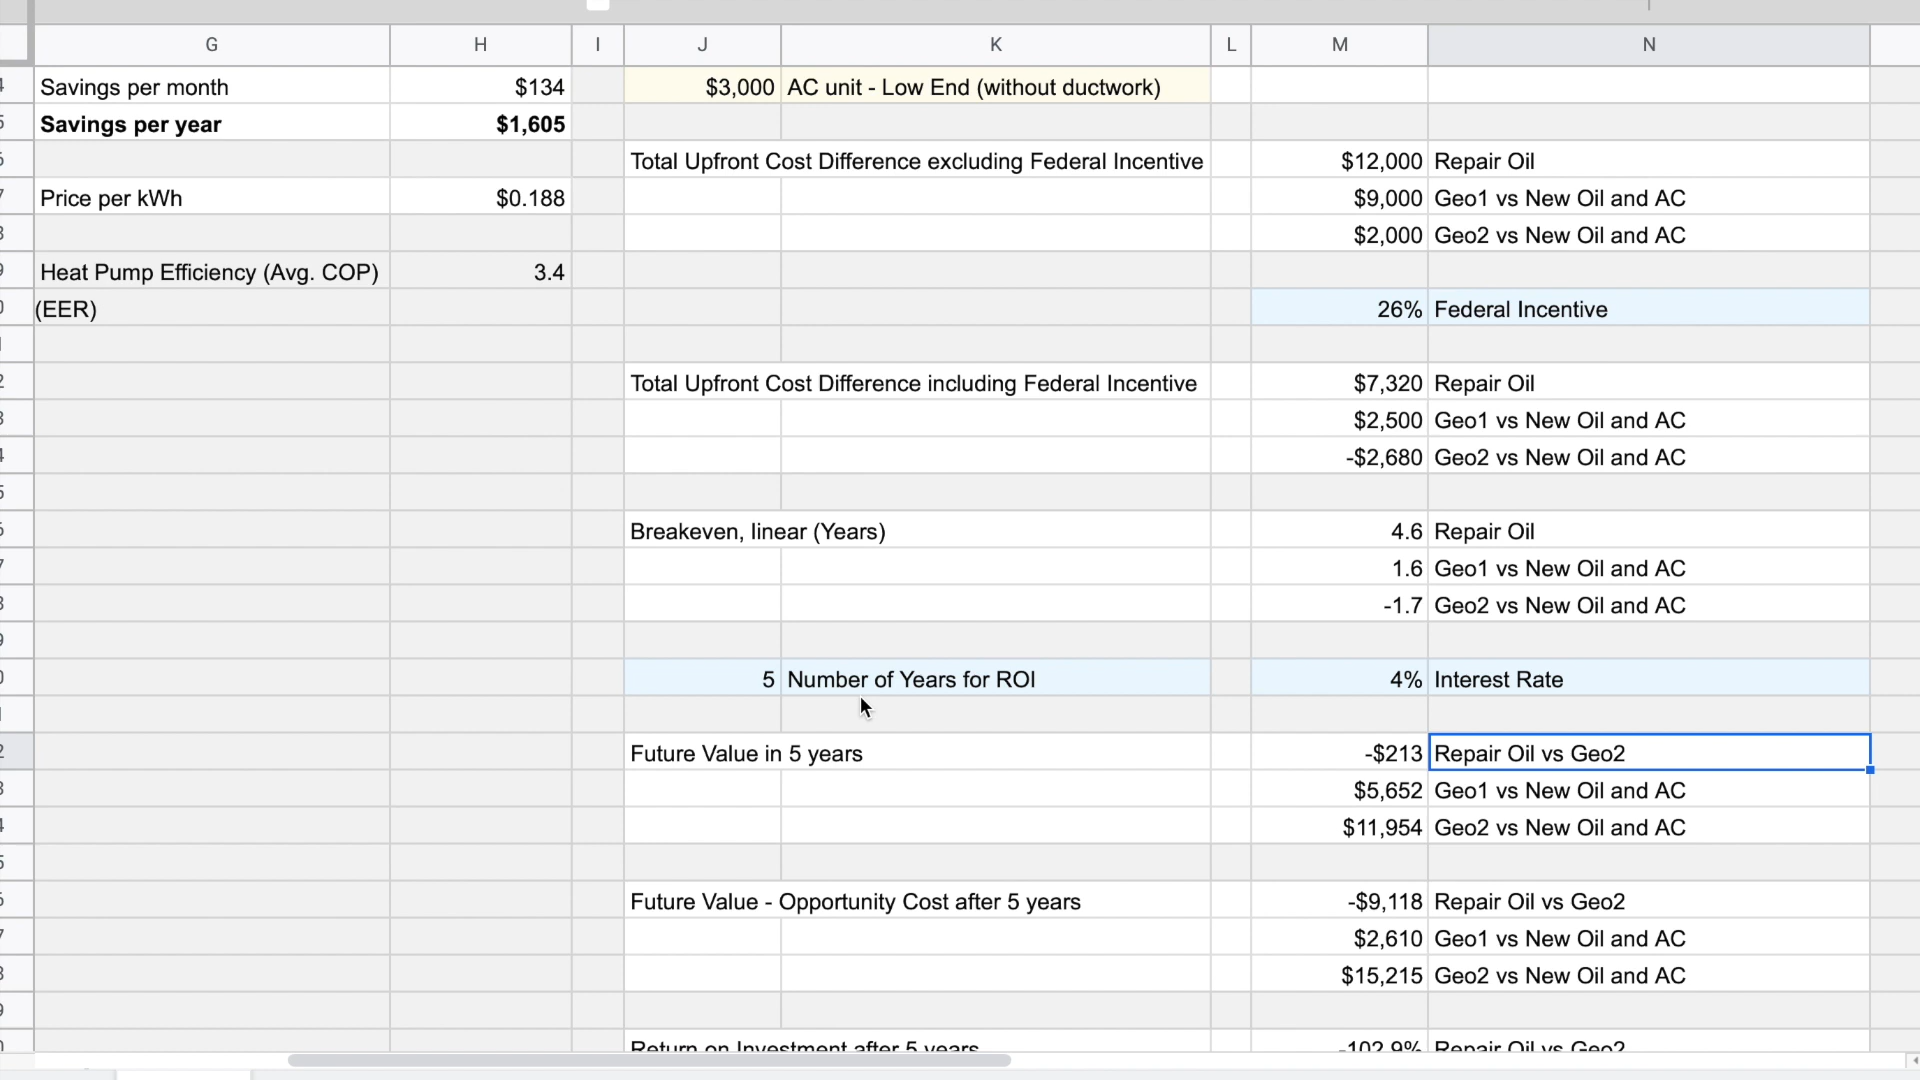 G H I J K L M N
Savings per month $134 $3,000 AC unit - Low End (without ductwork)
Savings per year $1,605
Total Upfront Cost Difference excluding Federal Incentive $12,000 Repair Oil
Price per kWh $0.188 $9,000 Geo1 vs New Oil and AC
$2,000 Geo2 vs New Oil and AC
Heat Pump Efficiency (Avg. COP) 3.4
(EER) 26% Federal Incentive
Total Upfront Cost Difference including Federal Incentive $7,320 Repair Oil
$2,500 Geo1 vs New Oil and AC
-$2,680 Geo2 vs New Oil and AC
Breakeven, linear (Years) 4.6 Repair Oil
1.6 Geo1 vs New Oil and AC
-1.7 Geo2 vs New Oil and AC
5 Number of Years for ROI 4% Interest Rate
Future Value in 5 years -$213 Repair Oil vs Geo2
$5,652 Geo1 vs New Oil and AC
$11,954 Geo2 vs New Oil and AC
Future Value - Opportunity Cost after 5 years -$9,118 Repair Oil vs Geo2
$2,610 Geo1 vs New Oil and AC
$15,215 Geo2 vs New Oil and AC
Return on Investment after 5 years -102.9% Repair Oil vs Geo2